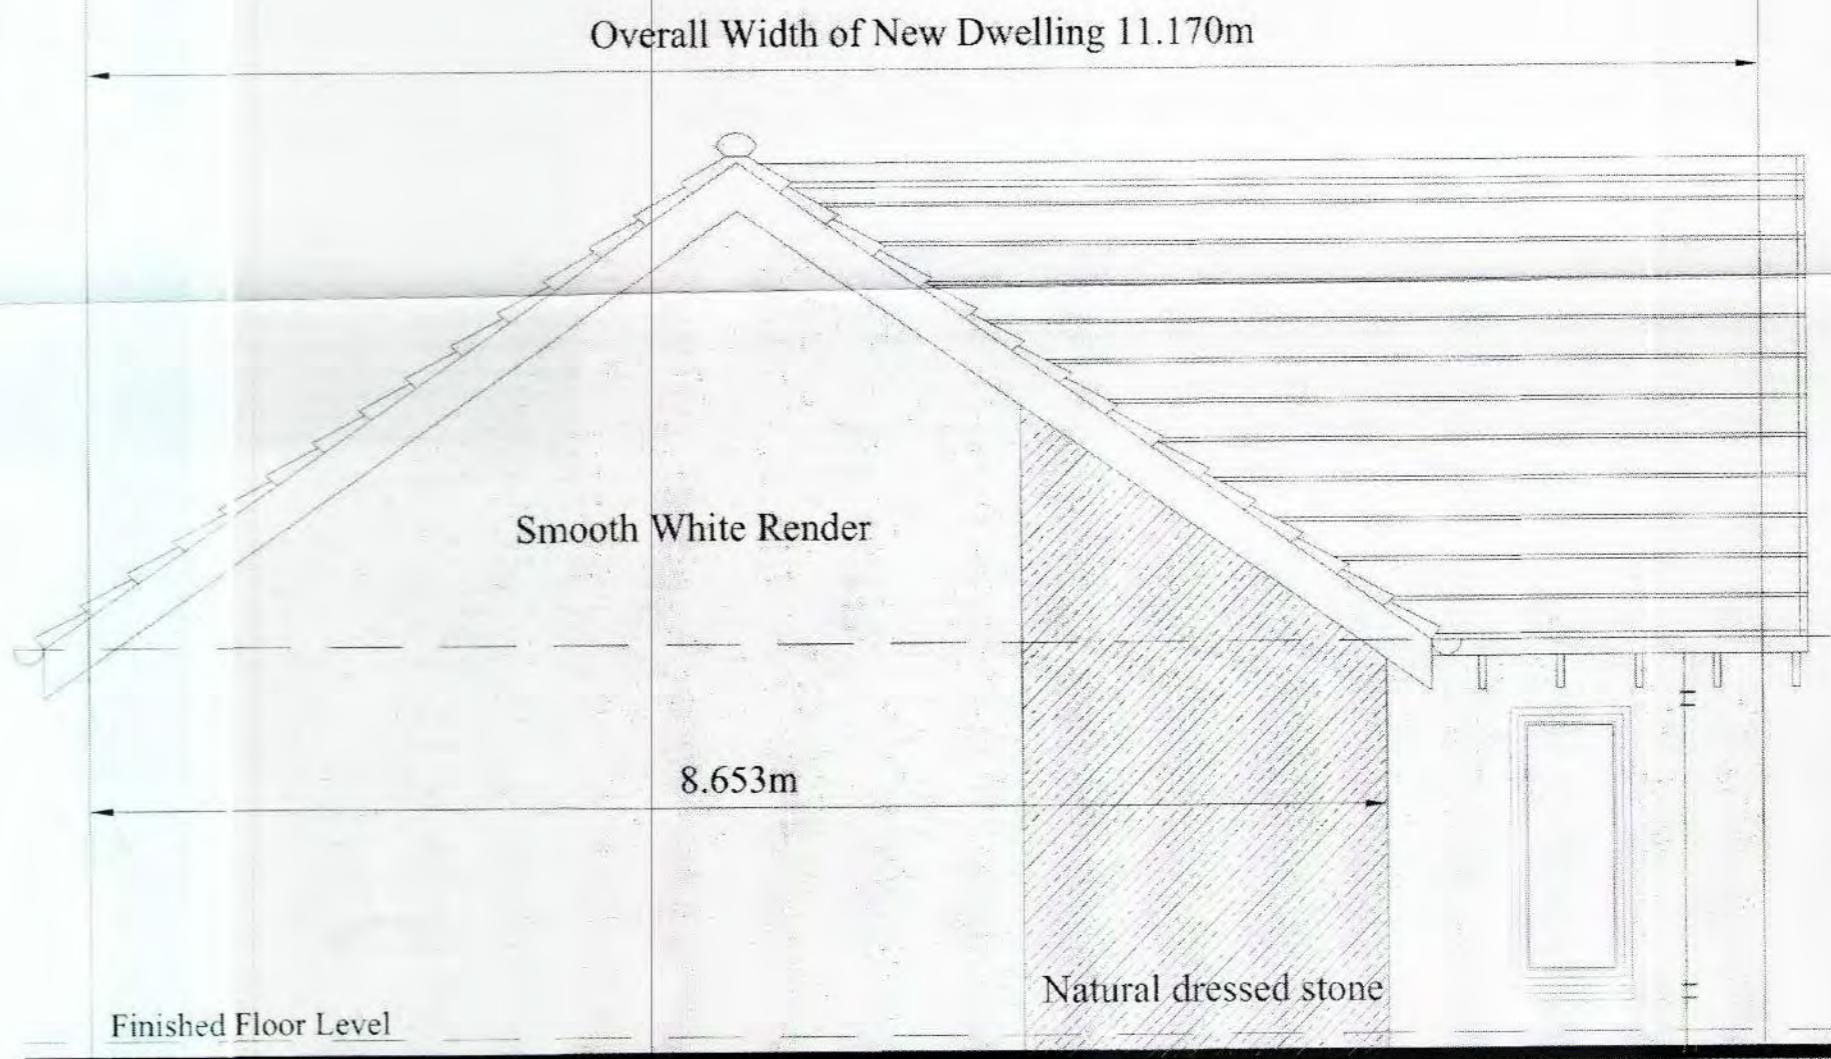 Overall Width of New Dwelling 11.170m
Smooth White Render
8.653m
Natural dressed stone
Finished Floor Level